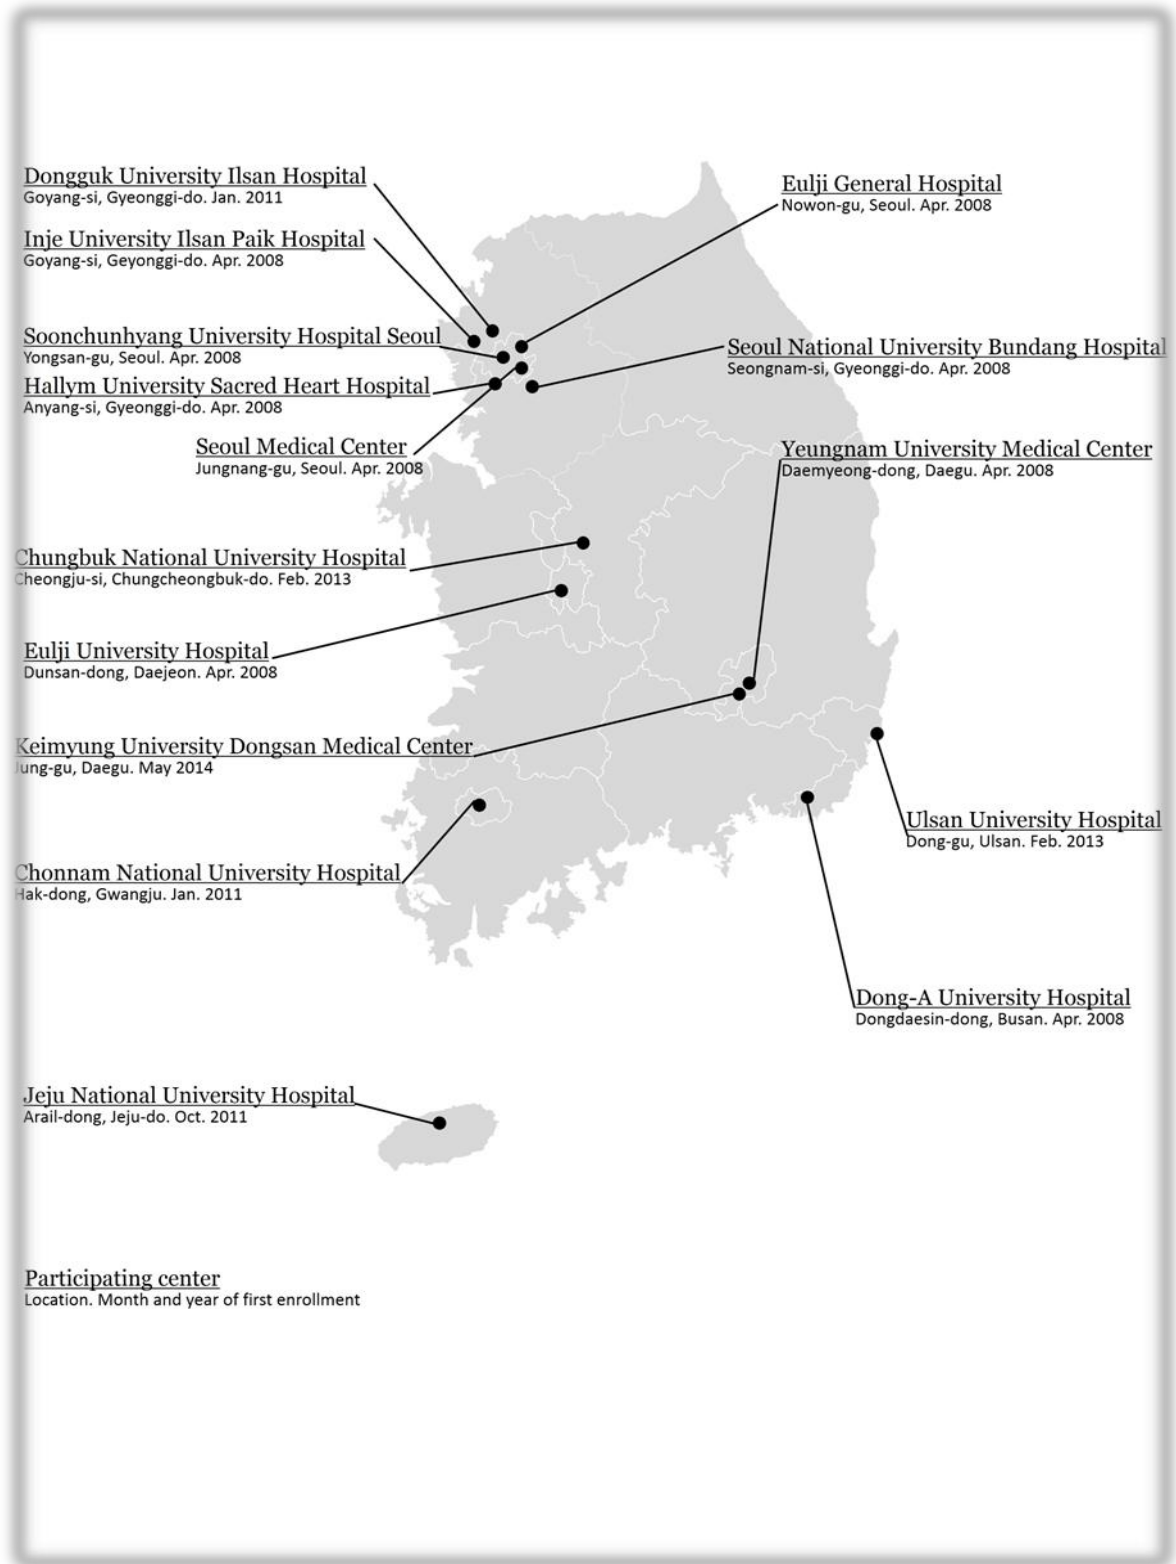 Dongguk University Ilsan Hospital
Goyang-si, Gyeonggi-do. Jan. 2011
Eulji General Hospital
Nowon-gu, Seoul. Apr. 2008
Inje University Ilsan Paik Hospital
Goyang-si, Geyonggi-do. Apr. 2008
Soonchunhyang University Hospital Seoul
Yongsan-gu, Seoul. Apr. 2008
Seoul National University Bundang Hospital
Seongnam-si, Gyeonggi-do. Apr. 2008
Hallym University Sacred Heart Hospital
Anyang-si, Gyeonggi-do. Apr. 2008
Seoul Medical Center
Jungnang-gu, Seoul. Apr. 2008
Yeungnam University Medical Center
Daemyeong-dong, Daegu. Apr. 2008
Chungbuk National University Hospital
Cheongju-si, Chungcheongbuk-do. Feb. 2013
Eulji University Hospital
Dunsan-dong, Daejeon. Apr. 2008
Keimyung University Dongsan Medical Center
Jung-gu, Daegu. May 2014
Ulsan University Hospital
Dong-gu, Ulsan. Feb. 2013
Chonnam National University Hospital
Hak-dong, Gwangju. Jan. 2011
Dong-A University Hospital
Dongdaesin-dong, Busan. Apr. 2008
Jeju National University Hospital
Arail-dong, Jeju-do. Oct. 2011
Participating center
Location. Month and year of first enrollment